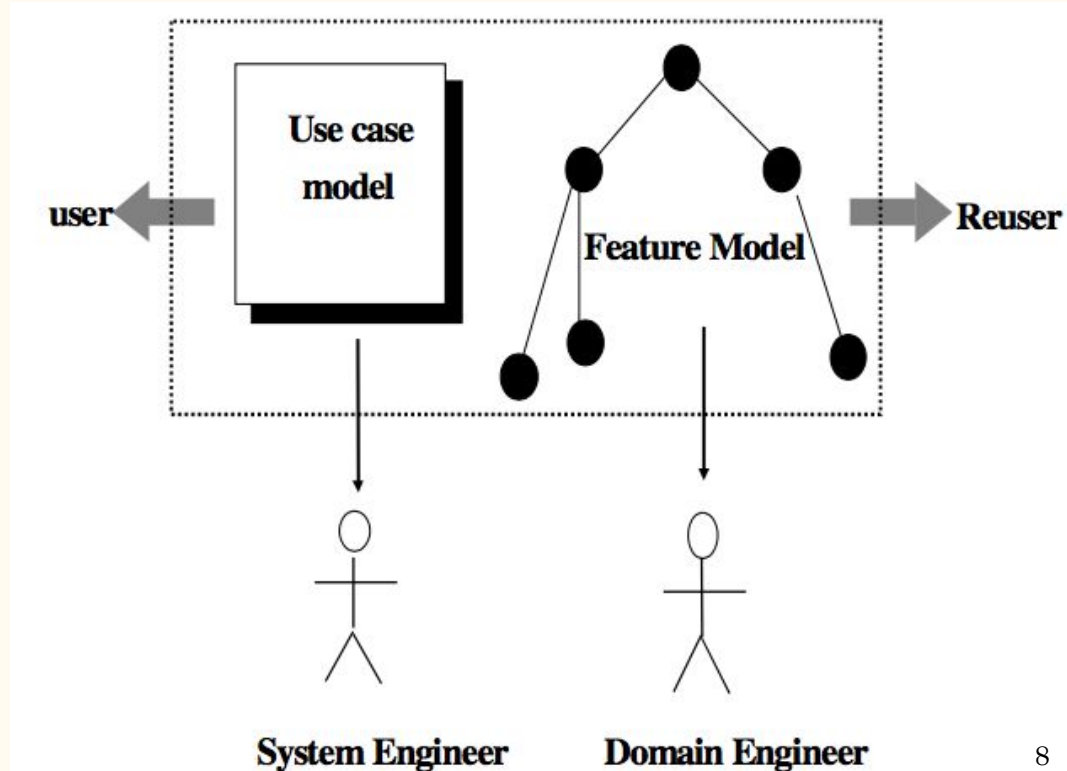 Use case
model
user
Feature Model
Reuser
System Engineer
Domain Engineer
8